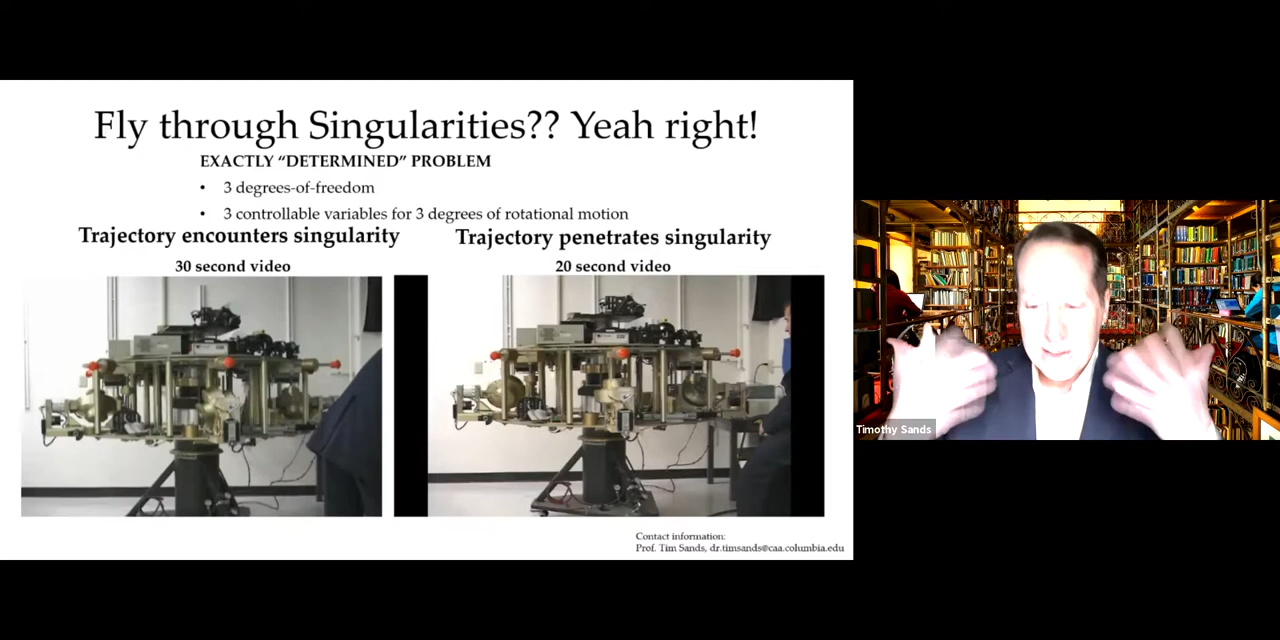 Fly through Singularities?? Yeah right!
EXACTLY “DETERMINED” PROBLEM
• 3 degrees-of-freedom
• 3 controllable variables for 3 degrees of rotational motion
Trajectory encounters singularity
Trajectory penetrates singularity
30 second video
20 second video
Contact information:
Prof. Tim Sands, dr.timsands@caa.columbia.edu
Timothy Sands